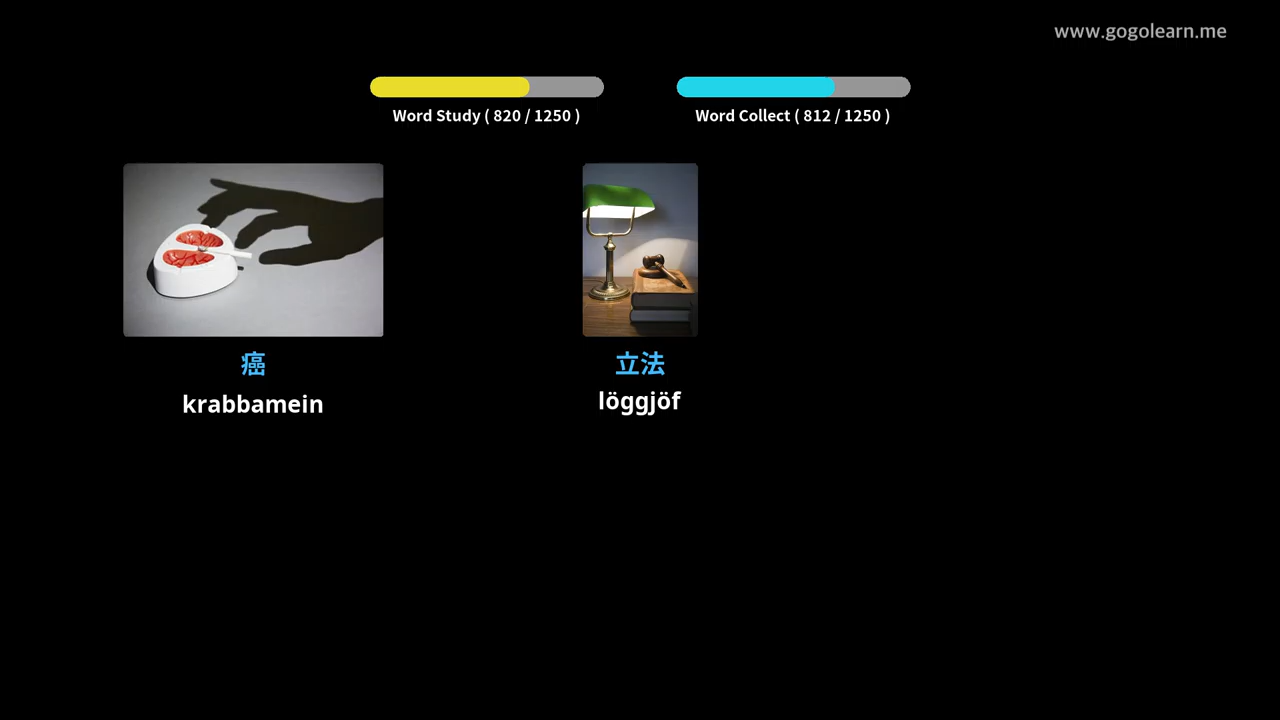 www.gogolearn.me
Word Study ( 820 / 1250 )
Word Collect ( 812 / 1250 )
癌
立法
krabbamein
löggjöf